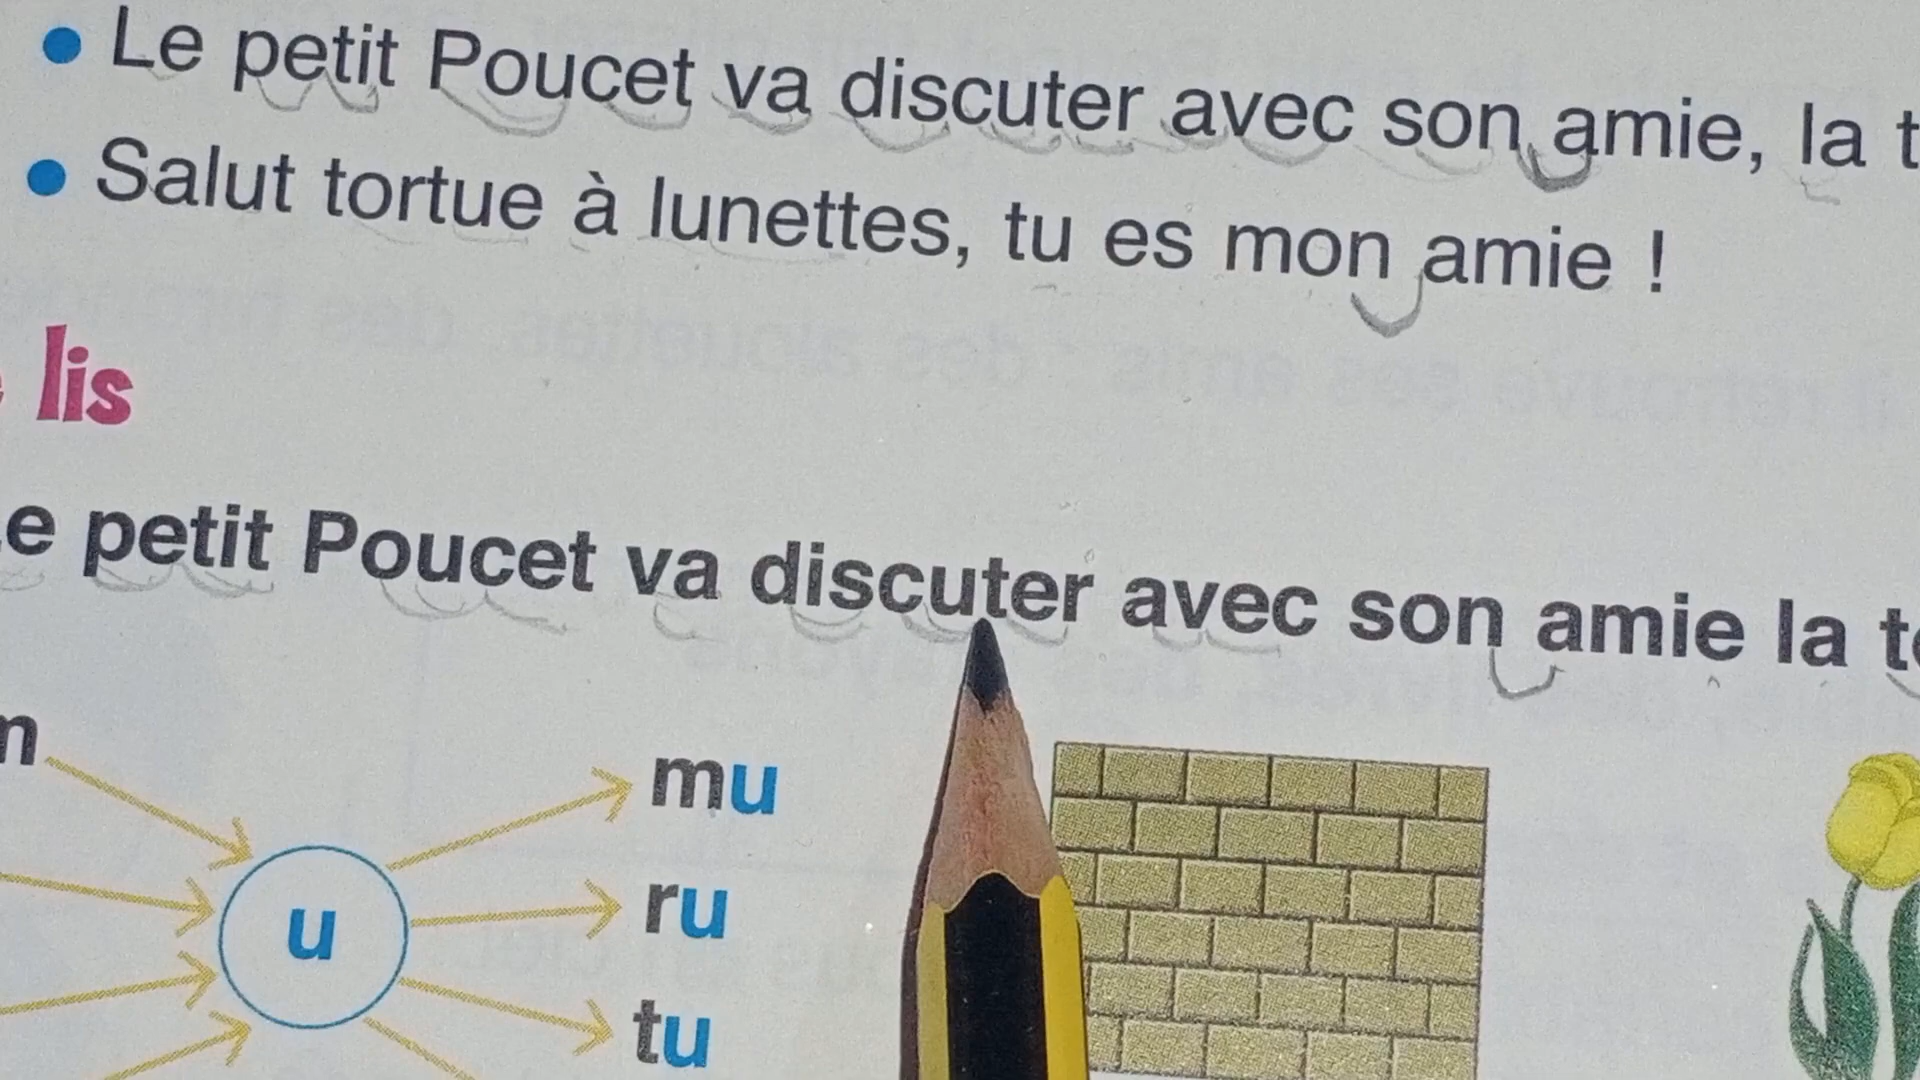 Le petit Poucet va discuter avec son amie, la
Salut tortue à lunettes, tu es mon amie !
lis
petit Poucet va discuter avec son amie la
mu
u
ru
tu